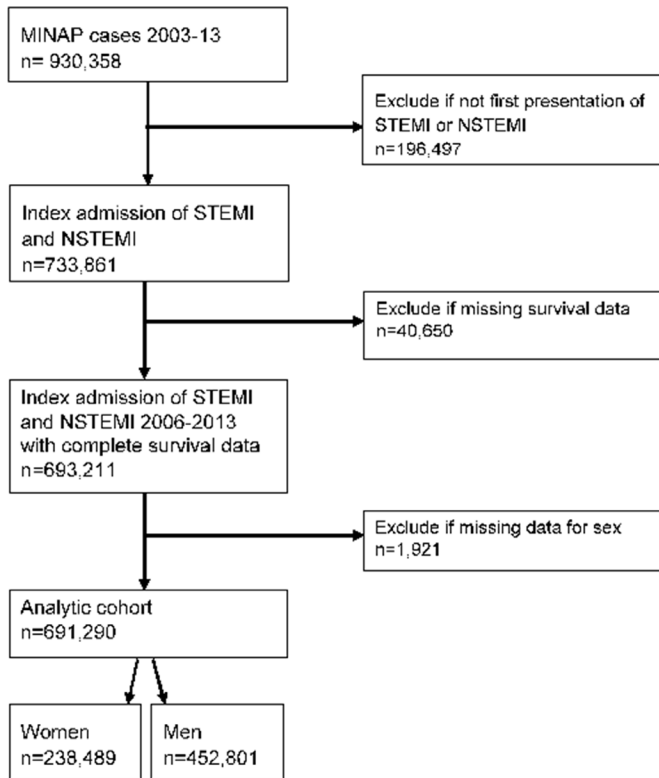 MINAP cases 2003-13
n= 930,358
Exclude if not first presentation of
STEMI or NSTEMI
n=196,497
Index admission of STEMI
and NSTEMI
n=733,861
Exclude if missing survival data
n=40,650
Index admission of STEMI
and NSTEMI 2006-2013
with complete survival data
n=693,211
Exclude if missing data for sex
n=1,921
Analytic cohort
n=691,290
Women
n=238,489
Men
n=452,801